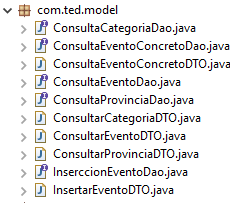 com.ted.model
ConsultaCategoriaDao.java
ConsultaEventoConcretoDao.java
ConsultaEventoConcretoDTO.java
ConsultaEventoDao.java
ConsultaProvinciaDao.java
ConsultarCategoriaDTO.java
ConsultarEventoDTO.java
ConsultarProvinciaDTO.java
InserccionEventoDao.java
InsertarEventoDTO.java